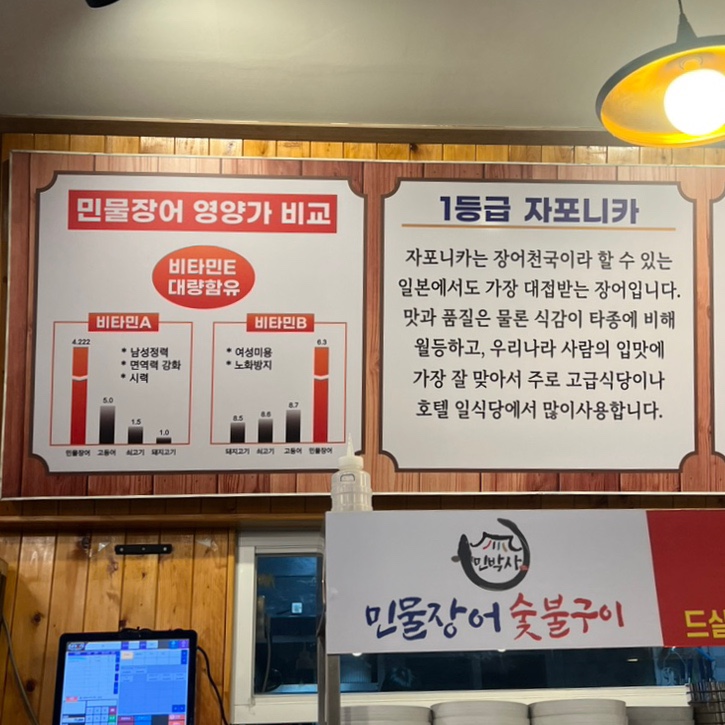 민물장어 영양가 비교
비타민E
대량함유
비타민A
4.222
5.0
1.5
1.0
* 남성정력
* 면역력 강화
* 시력
민물장어 고등어 쇠고기 돼지고기
비타민B
* 여성미용
* 노화방지
8.5
8.6
8.7
6.3
돼지고기 쇠고기 고등어 민물장어
1등급 자포니카
자포니카는 장어천국이라 할 수 있는
일본에서도 가장 대접받는 장어입니다.
맛과 품질은 물론 식감이 타종에 비해
월등하고, 우리나라 사람의 입맛에
가장 잘 맞아서 주로 고급식당이나
호텔 일식당에서 많이사용합니다.
민박사
민물장어 숯불구이